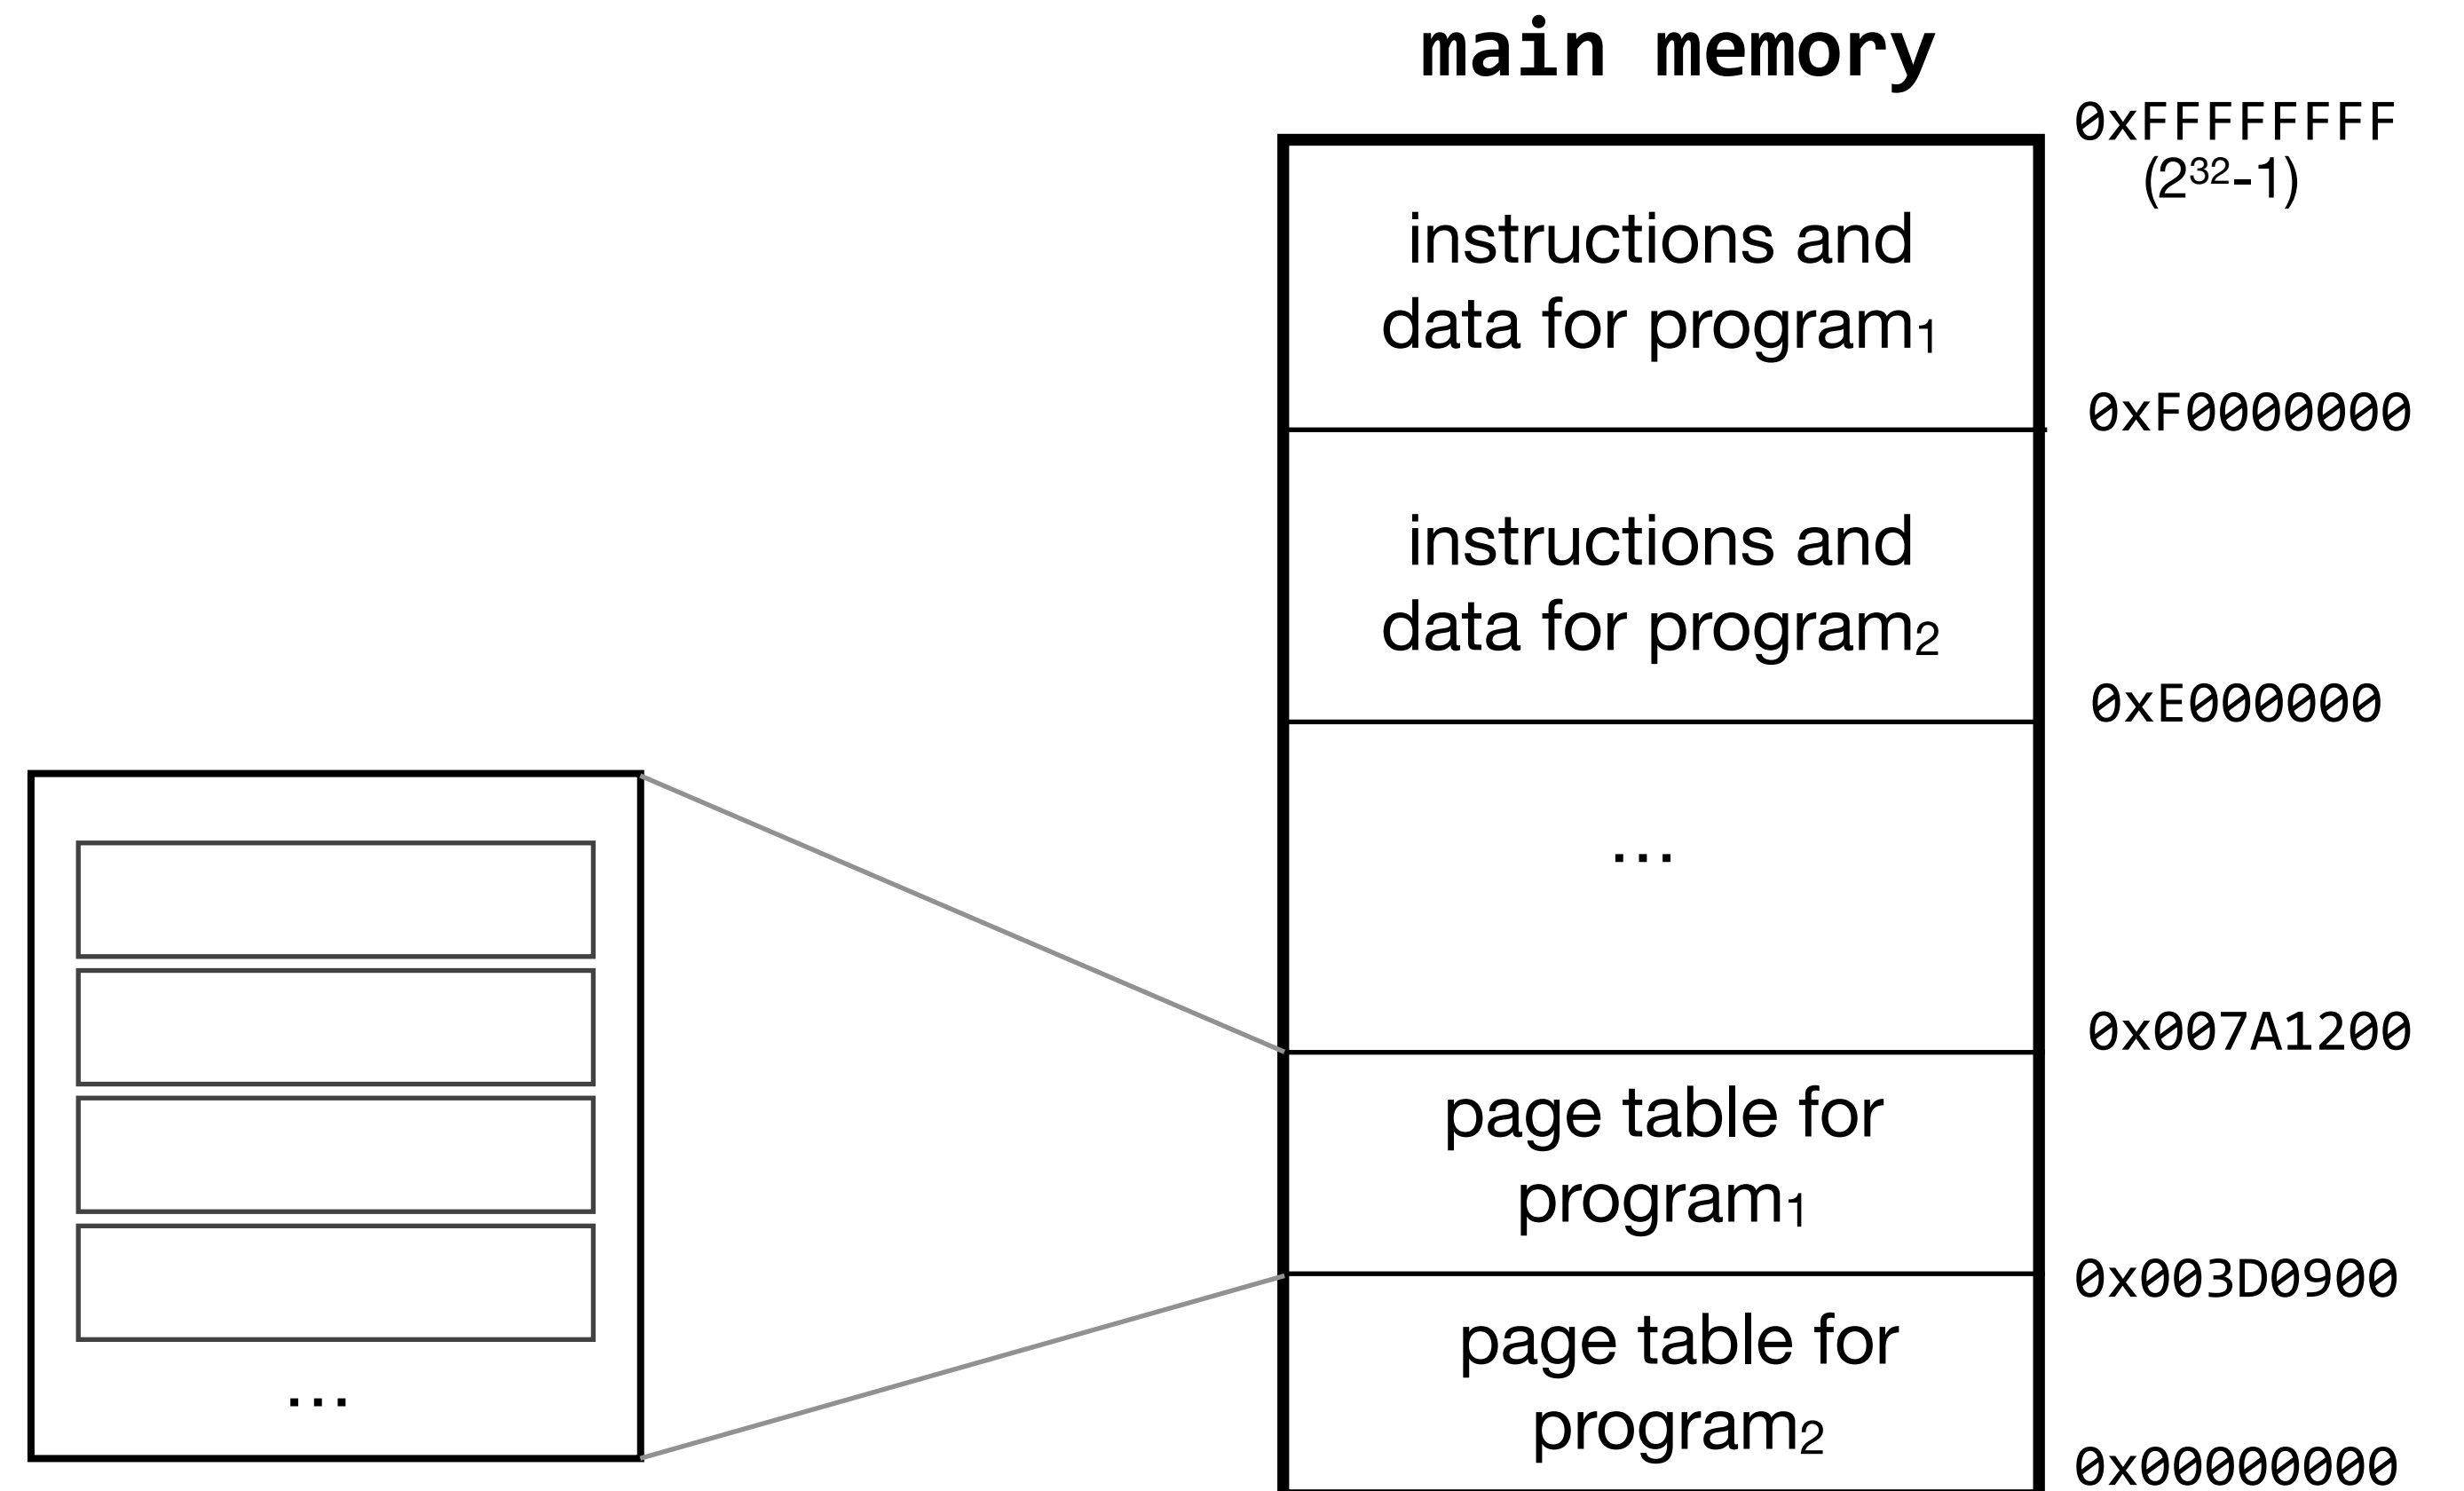 main memory
0xFFFFFFFF
(2³²-1)
instructions and
data for program₁
0xF0000000
instructions and
data for program₂
0xE000000
...
0x007A1200
page table for
program₁
0x003D0900
page table for
program₂
...
0x00000000